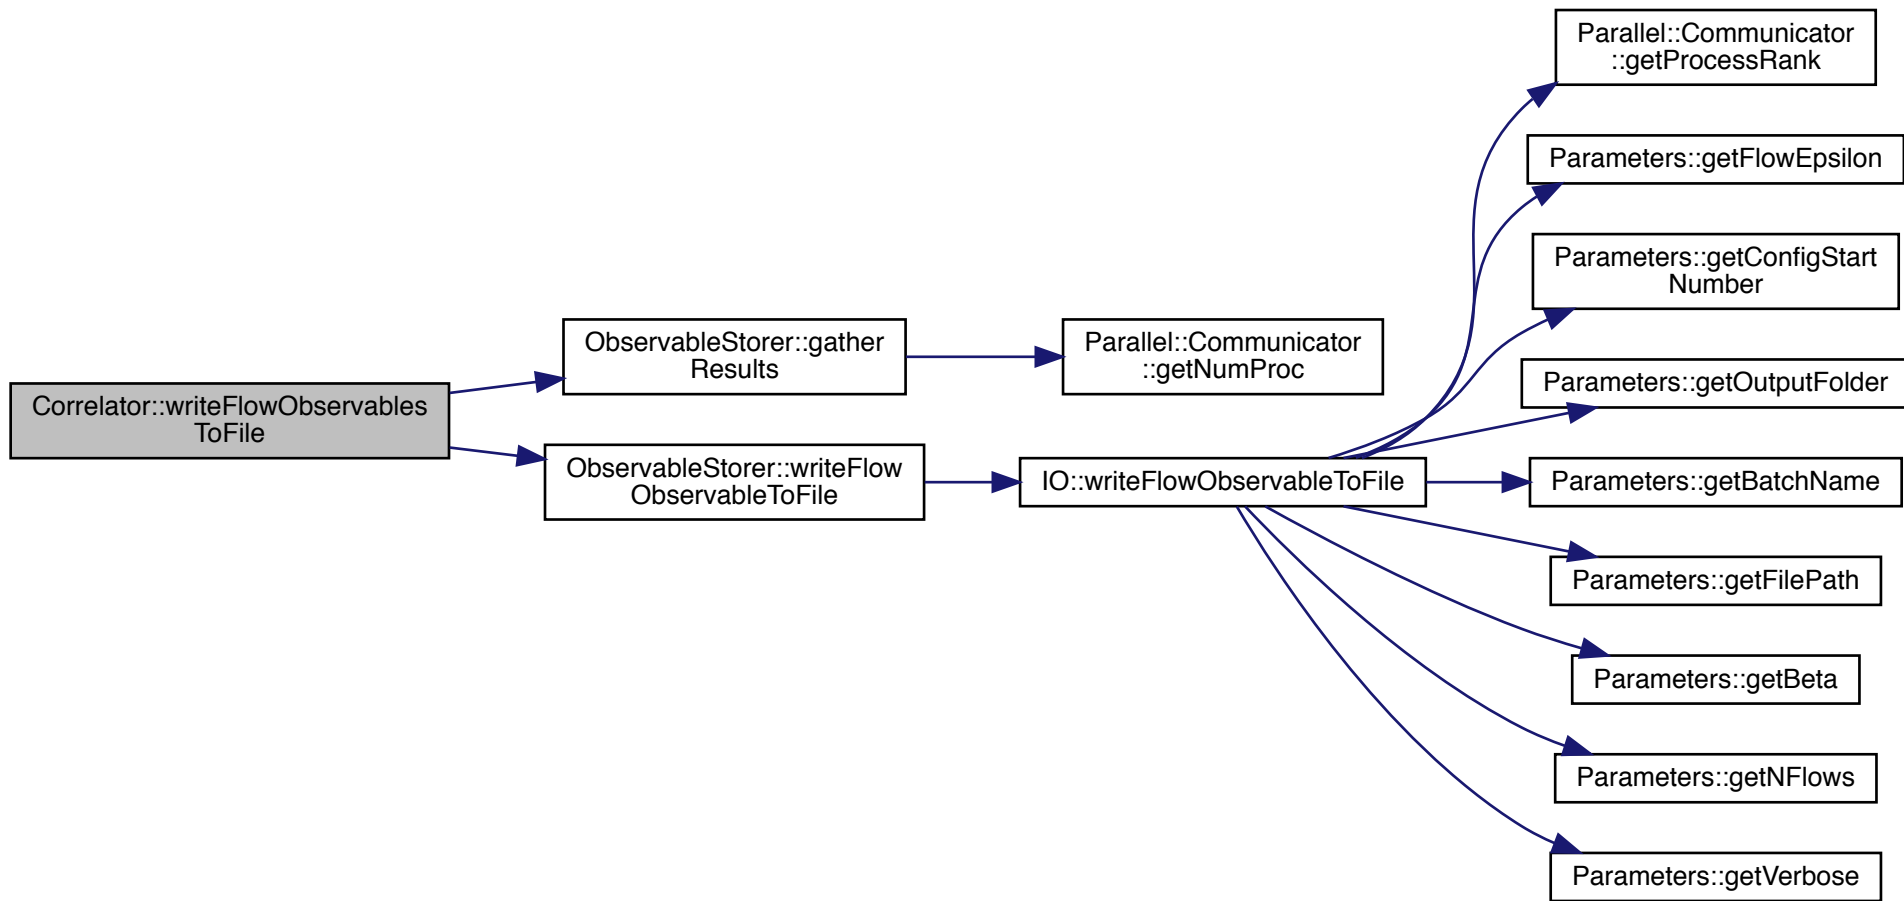 Correlator::writeFlowObservables
ToFile
ObservableStorer::gather
Results
ObservableStorer::writeFlow
ObservableToFile
Parallel::Communicator
::getNumProc
IO::writeFlowObservableToFile
Parallel::Communicator
::getProcessRank
Parameters::getFlowEpsilon
Parameters::getConfigStart
Number
Parameters::getOutputFolder
Parameters::getBatchName
Parameters::getFilePath
Parameters::getBeta
Parameters::getNFlows
Parameters::getVerbose